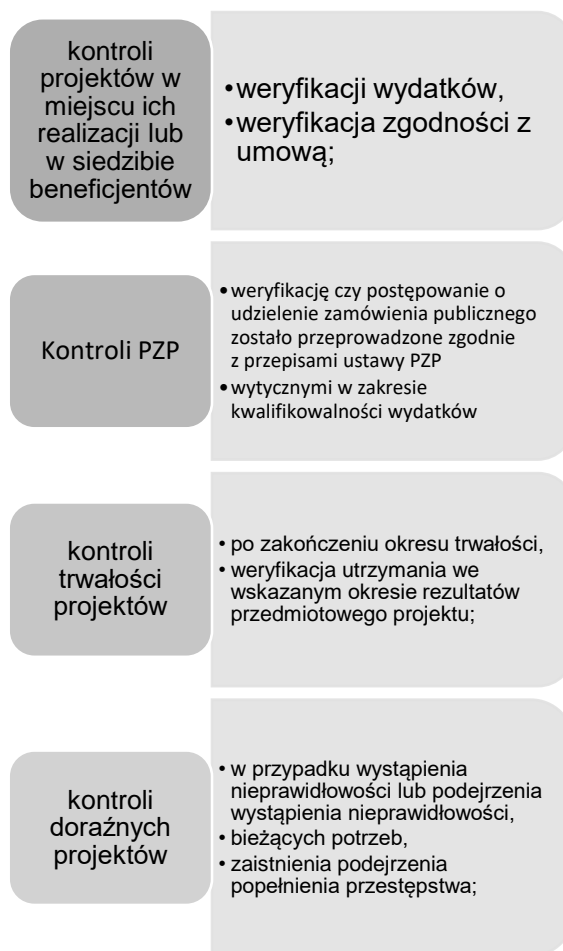 kontroli
projektów w
miejscu ich
realizacji lub
w siedzibie
beneficjentów
•weryfikacji wydatków,
•weryfikacja zgodności z
umową;
Kontroli PZP
•weryfikację czy postępowanie o
udzielenie zamówienia publicznego
zostało przeprowadzone zgodnie
z przepisami ustawy PZP
•wytycznymi w zakresie
kwalifikowalności wydatków
kontroli
trwałości
projektów
• po zakończeniu okresu trwałości,
• weryfikacja utrzymania we
wskazanym okresie rezultatów
przedmiotowego projektu;
kontroli
doraźnych
projektów
• w przypadku wystąpienia
nieprawidłowości lub podejrzenia
wystąpienia nieprawidłowości,
• bieżących potrzeb,
• zaistnienia podejrzenia
popełnienia przestępstwa;